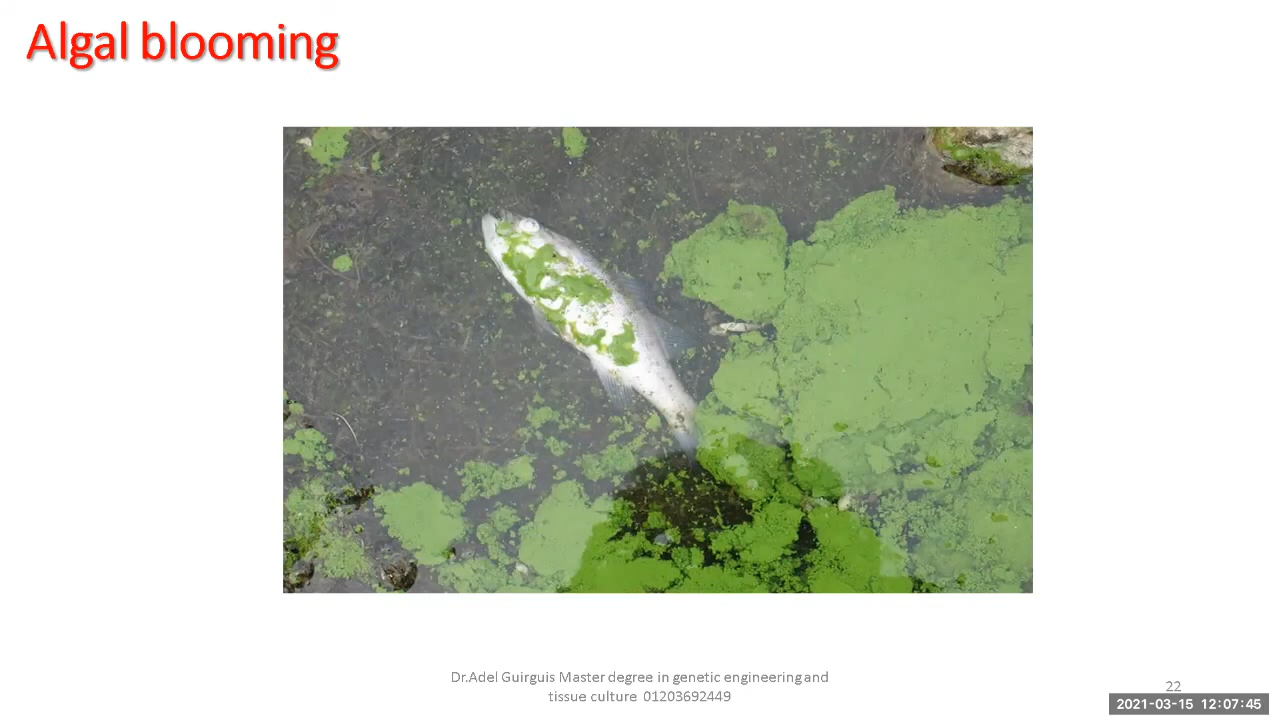 Algal blooming
Dr.Adel Guirguis Master degree in genetic engineering and
tissue culture 01203692449
22
2021-03-15 12:07:45